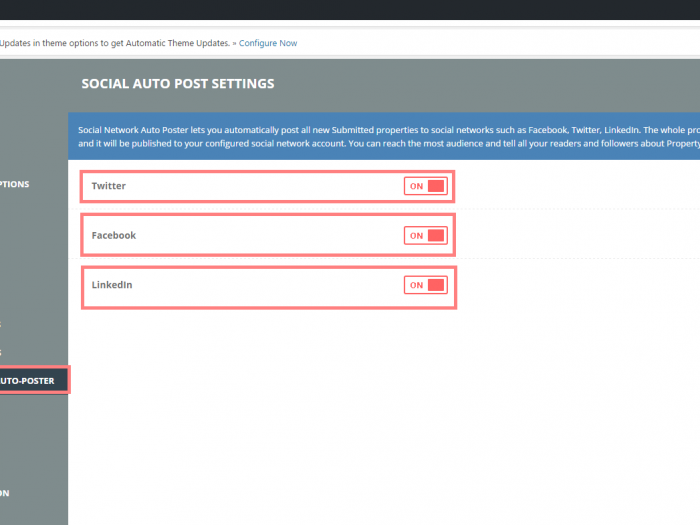 Updates in theme options to get Automatic Theme Updates. » Configure Now
SOCIAL AUTO POST SETTINGS
Social Network Auto Poster lets you automatically post all new Submitted properties to social networks such as Facebook, Twitter, LinkedIn. The whole pro
and it will be published to your configured social network account. You can reach the most audience and tell all your readers and followers about Property
PTIONS
Twitter ON
Facebook ON
LinkedIn ON
S
S
UTO-POSTER
ON